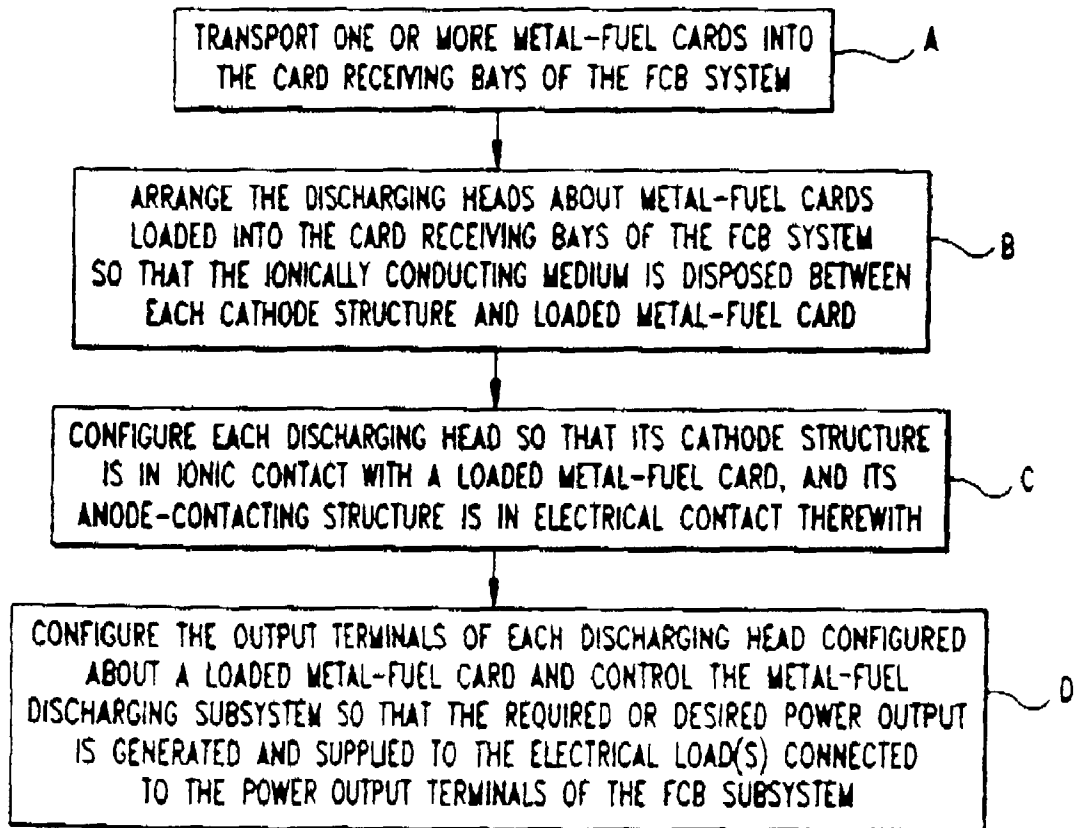 TRANSPORT ONE OR MORE METAL-FUEL CARDS INTO
THE CARD RECEIVING BAYS OF THE FCB SYSTEM
A
ARRANGE THE DISCHARGING HEADS ABOUT METAL-FUEL CARDS
LOADED INTO THE CARD RECEIVING BAYS OF THE FCB SYSTEM
SO THAT THE IONICALLY CONDUCTING MEDIUM IS DISPOSED BETWEEN
EACH CATHODE STRUCTURE AND LOADED METAL-FUEL CARD
B
CONFIGURE EACH DISCHARGING HEAD SO THAT ITS CATHODE STRUCTURE
IS IN IONIC CONTACT WITH A LOADED METAL-FUEL CARD, AND ITS
ANODE-CONTACTING STRUCTURE IS IN ELECTRICAL CONTACT THEREWITH
C
CONFIGURE THE OUTPUT TERMINALS OF EACH DISCHARGING HEAD CONFIGURED
ABOUT A LOADED METAL-FUEL CARD AND CONTROL THE METAL-FUEL
DISCHARGING SUBSYSTEM SO THAT THE REQUIRED OR DESIRED POWER OUTPUT
IS GENERATED AND SUPPLIED TO THE ELECTRICAL LOAD(S) CONNECTED
TO THE POWER OUTPUT TERMINALS OF THE FCB SUBSYSTEM
D